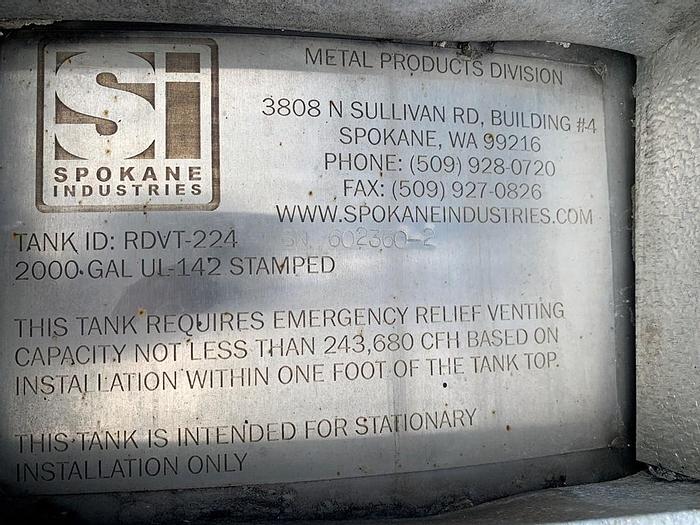 Si
SPOKANE
INDUSTRIES
METAL PRODUCTS DIVISION
3808 N SULLIVAN RD, BUILDING #4
SPOKANE, WA 99216
PHONE: (509) 928-0720
FAX: (509) 927-0826
WWW.SPOKANEINDUSTRIES.COM
TANK ID: RDVT-224 SN 602360-2
2000 GAL UL-142 STAMPED
THIS TANK REQUIRES EMERGENCY RELIEF VENTING
CAPACITY NOT LESS THAN 243,680 CFH BASED ON
INSTALLATION WITHIN ONE FOOT OF THE TANK TOP.
THIS TANK IS INTENDED FOR STATIONARY
INSTALLATION ONLY